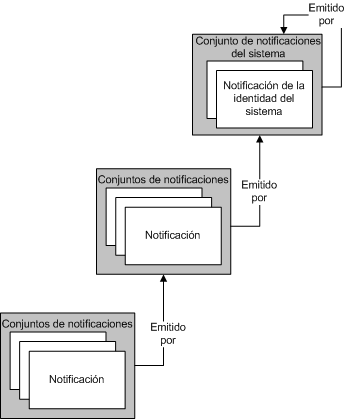 Emitido
por
Conjunto de notificaciones
del sistema
Notificación de la
identidad del
sistema
Emitido
por
Conjuntos de notificaciones
Notificación
Emitido
por
Conjuntos de notificaciones
Notificación